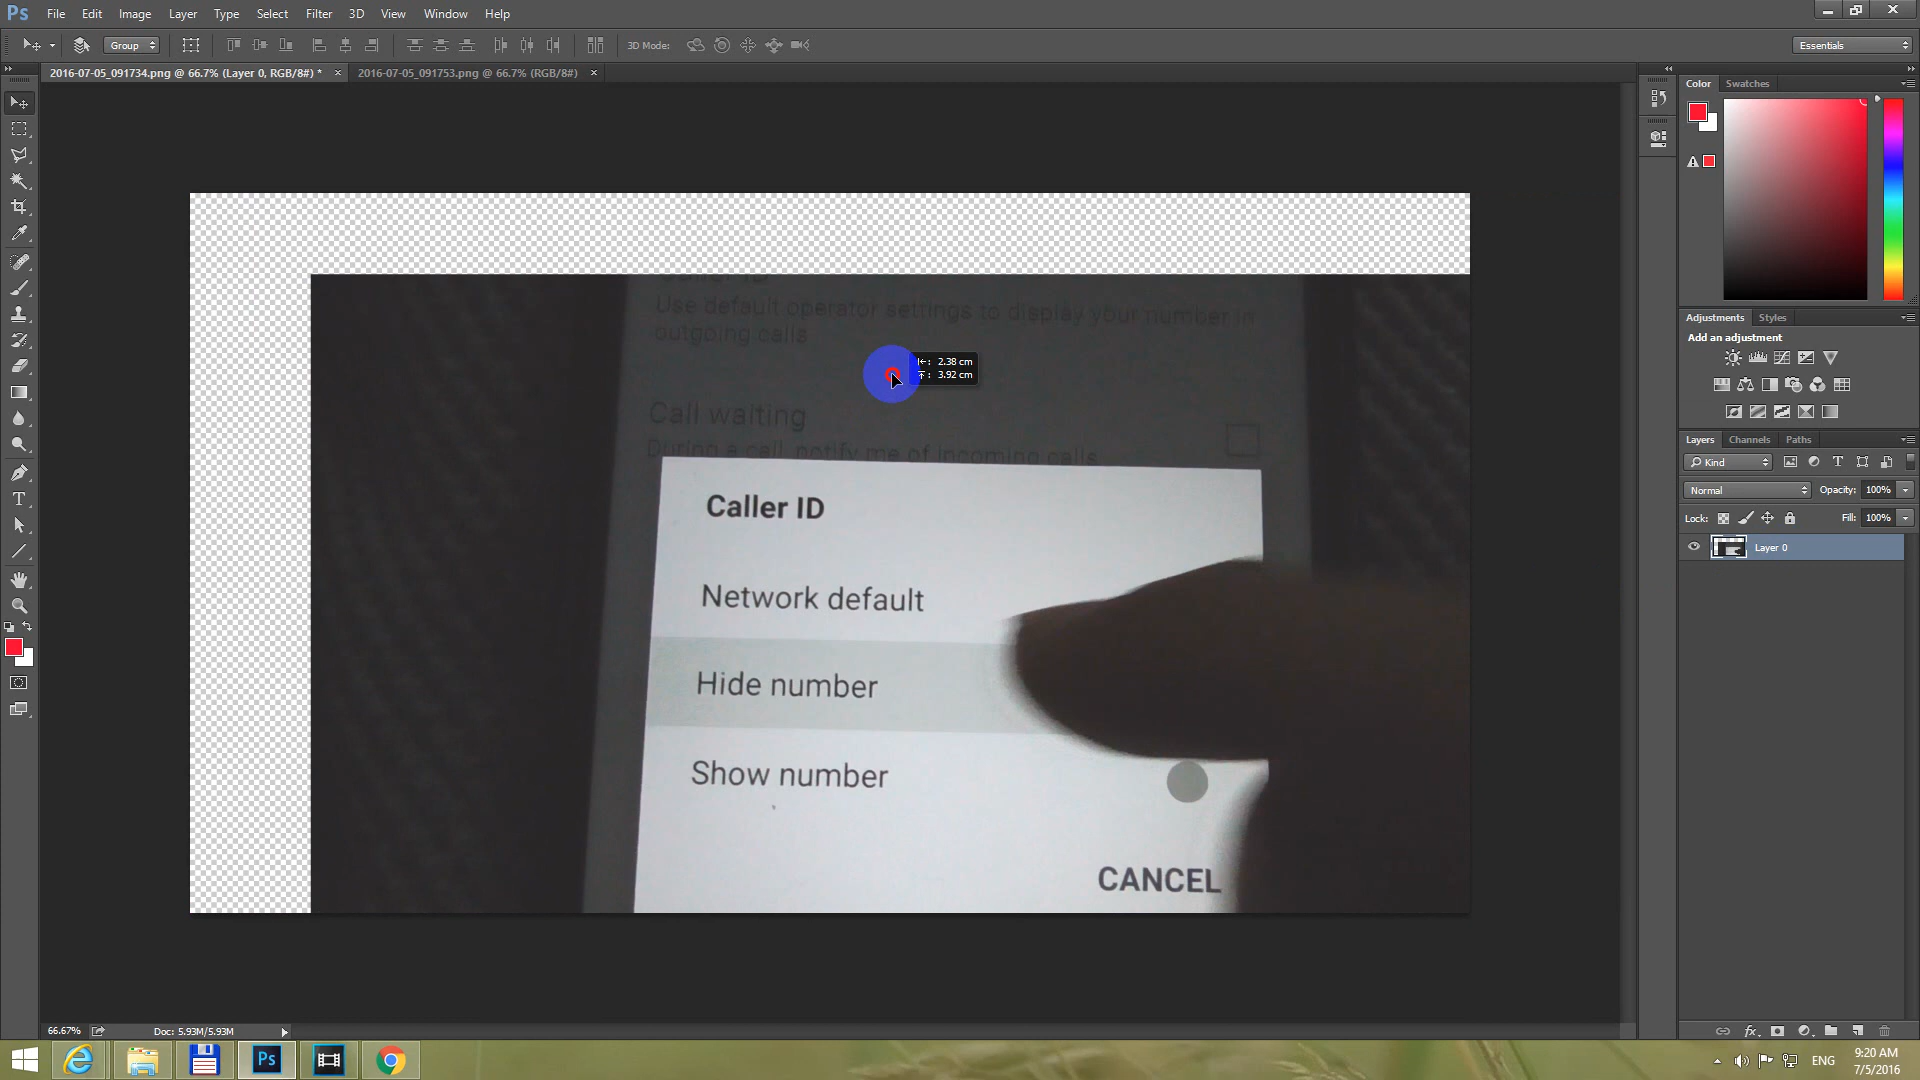 Ps File Edit Image Layer Type Select Filter 3D View Window Help
Group 3D Mode: Essentials
2016-07-05_091734.png @ 66.7% (Layer 0, RGB/8#) * × 2016-07-05_091753.png @ 66.7% (RGB/8#) ×
Color Swatches
Adjustments Styles
Add an adjustment
Layers Channels Paths
Kind
Normal Opacity: 100%
Lock: Fill: 100%
Layer 0
Caller ID
Use default operator settings to display your number in
outgoing calls
2.38 cm
3.92 cm
Call waiting
During a call, notify me of incoming calls
Caller ID
Network default
Hide number
Show number
CANCEL
66.67% Doc: 5.93M/5.93M
Ps
ENG
9:20 AM
7/5/2016